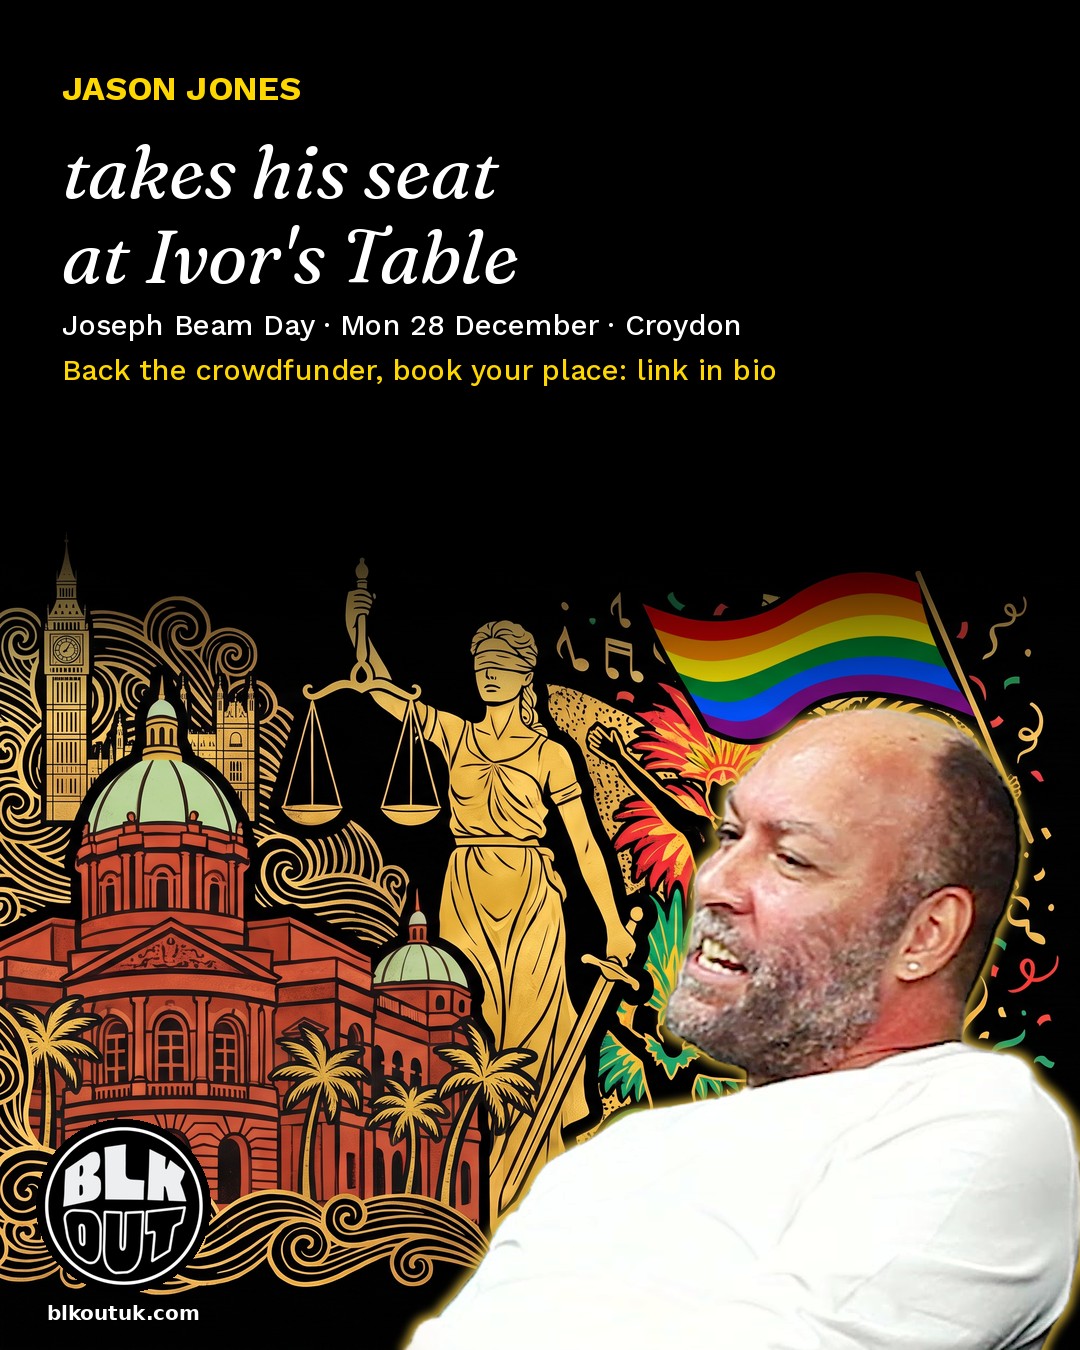 JASON JONES
takes his seat
at Ivor's Table
Joseph Beam Day · Mon 28 December · Croydon
Back the crowdfunder, book your place: link in bio
BLK
OUT
blkoutuk.com